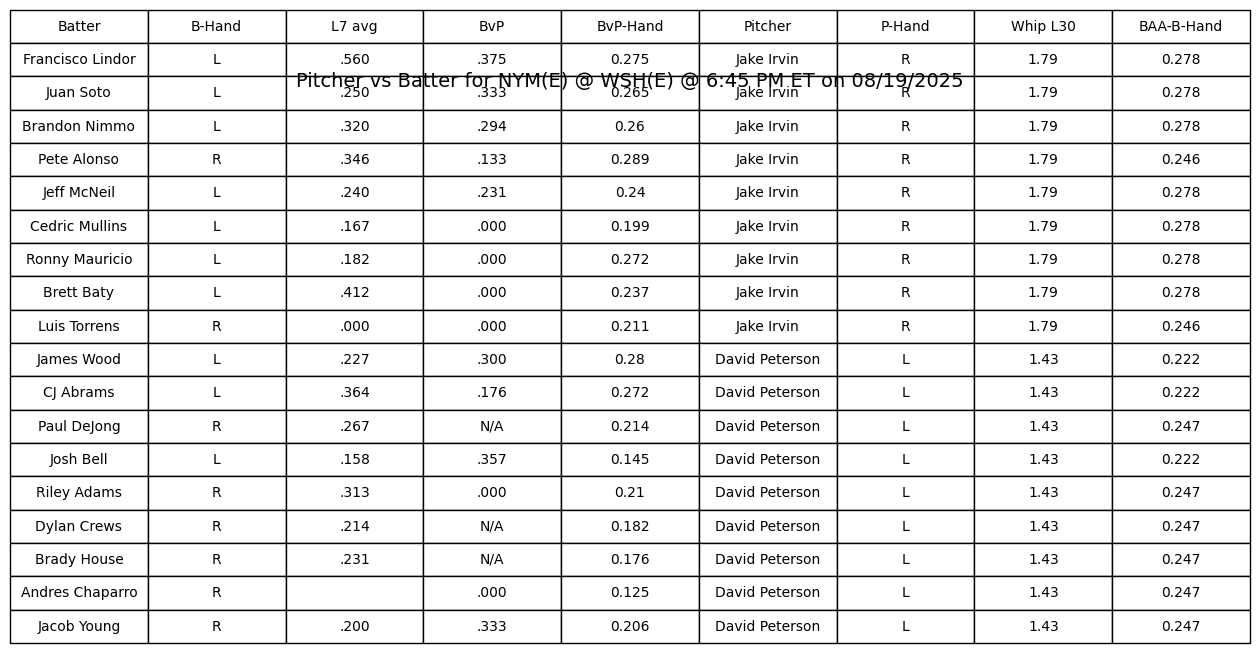 Batter B-Hand L7 avg BvP BvP-Hand Pitcher P-Hand Whip L30 BAA-B-Hand
Francisco Lindor L .560 .375 0.275 Jake Irvin R 1.79 0.278
Pitcher vs Batter for NYM(E) @ WSH(E) @ 6:45 PM ET on 08/19/2025
Juan Soto L .250 .333 0.265 Jake Irvin R 1.79 0.278
Brandon Nimmo L .320 .294 0.26 Jake Irvin R 1.79 0.278
Pete Alonso R .346 .133 0.289 Jake Irvin R 1.79 0.246
Jeff McNeil L .240 .231 0.24 Jake Irvin R 1.79 0.278
Cedric Mullins L .167 .000 0.199 Jake Irvin R 1.79 0.278
Ronny Mauricio L .182 .000 0.272 Jake Irvin R 1.79 0.278
Brett Baty L .412 .000 0.237 Jake Irvin R 1.79 0.278
Luis Torrens R .000 .000 0.211 Jake Irvin R 1.79 0.246
James Wood L .227 .300 0.28 David Peterson L 1.43 0.222
CJ Abrams L .364 .176 0.272 David Peterson L 1.43 0.222
Paul DeJong R .267 N/A 0.214 David Peterson L 1.43 0.247
Josh Bell L .158 .357 0.145 David Peterson L 1.43 0.222
Riley Adams R .313 .000 0.21 David Peterson L 1.43 0.247
Dylan Crews R .214 N/A 0.182 David Peterson L 1.43 0.247
Brady House R .231 N/A 0.176 David Peterson L 1.43 0.247
Andres Chaparro R .000 0.125 David Peterson L 1.43 0.247
Jacob Young R .200 .333 0.206 David Peterson L 1.43 0.247